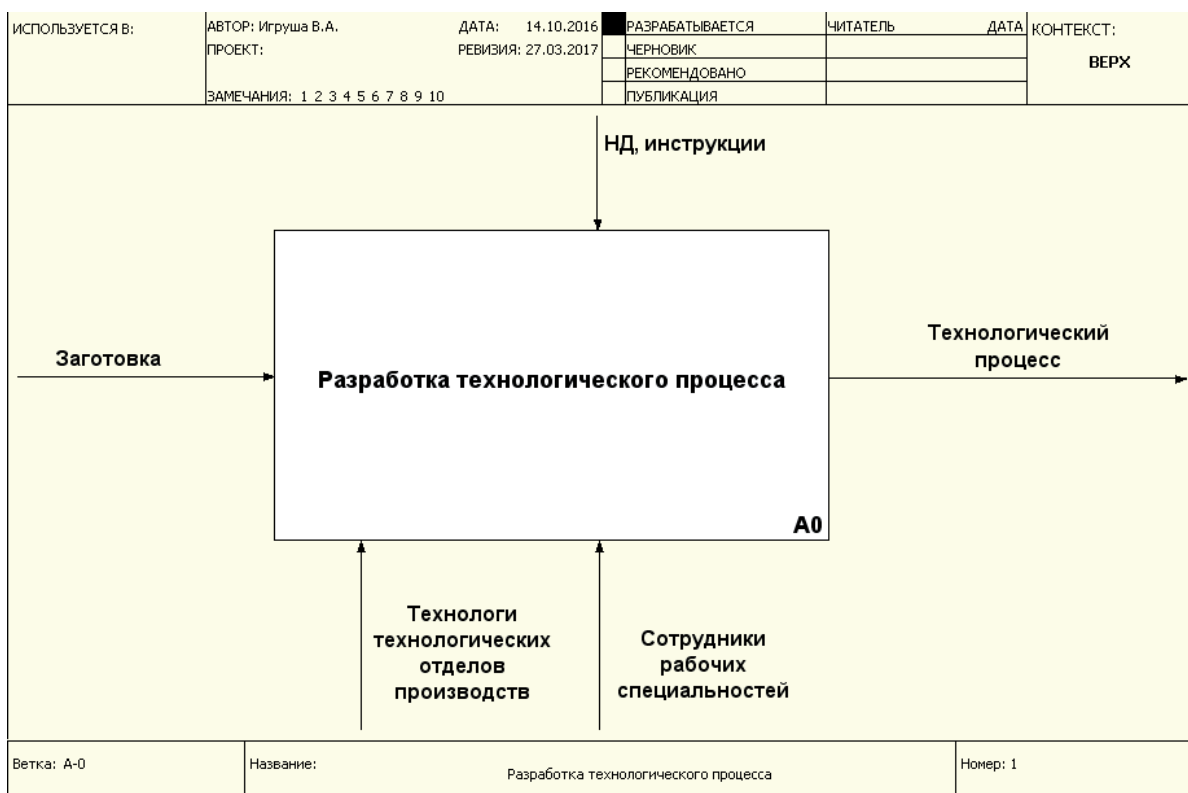 ИСПОЛЬЗУЕТСЯ В:
АВТОР: Игруша В.А.
ДАТА: 14.10.2016
РАЗРАБАТЫВАЕТСЯ
ЧИТАТЕЛЬ
ДАТА
КОНТЕКСТ:
ПРОЕКТ:
РЕВИЗИЯ: 27.03.2017
ЧЕРНОВИК
ВЕРХ
РЕКОМЕНДОВАНО
ЗАМЕЧАНИЯ: 1 2 3 4 5 6 7 8 9 10
ПУБЛИКАЦИЯ
НД, инструкции
Заготовка
Разработка технологического процесса
Технологический
процесс
A0
Технологи
технологических
отделов
производств
Сотрудники
рабочих
специальностей
Ветка: A-0
Название:
Разработка технологического процесса
Номер: 1